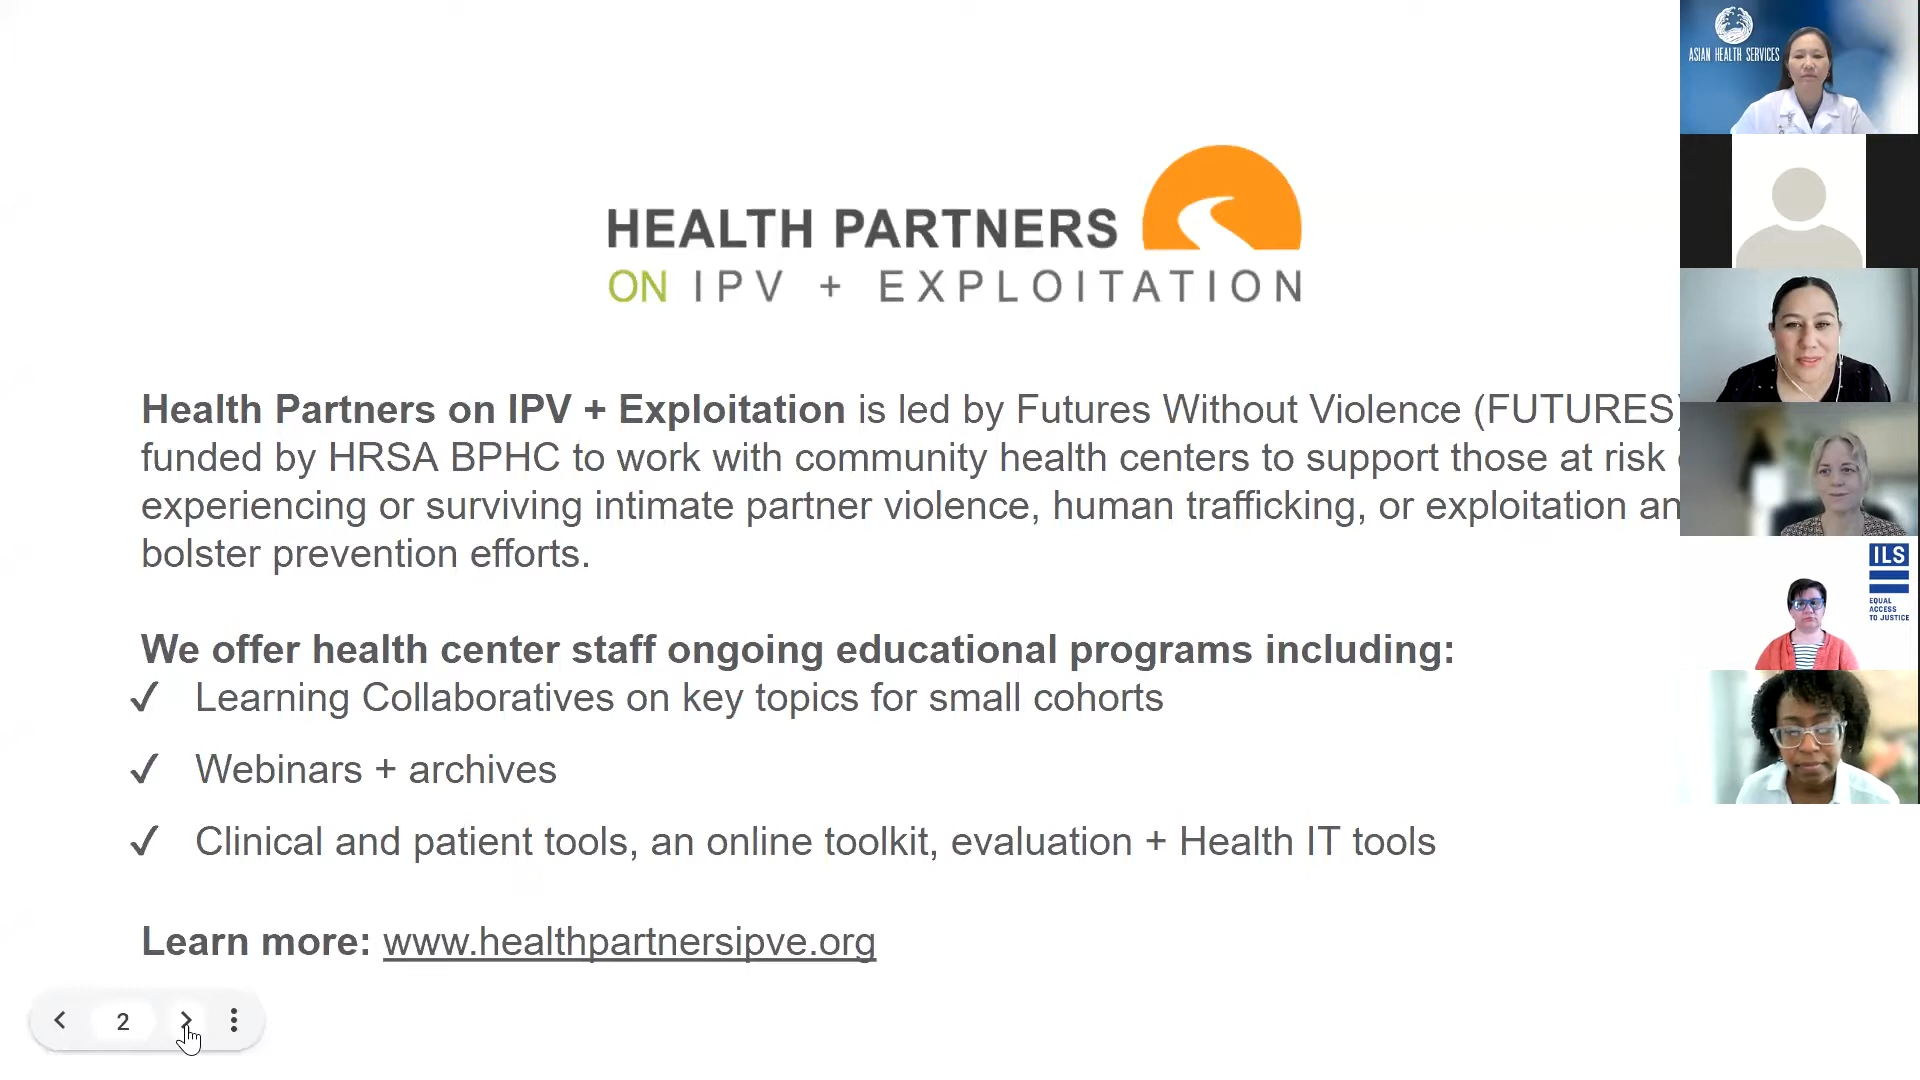 HEALTH PARTNERS
ON IPV + EXPLOITATION
Health Partners on IPV + Exploitation is led by Futures Without Violence (FUTURES)
funded by HRSA BPHC to work with community health centers to support those at risk
experiencing or surviving intimate partner violence, human trafficking, or exploitation
bolster prevention efforts.
We offer health center staff ongoing educational programs including:
✓ Learning Collaboratives on key topics for small cohorts
✓ Webinars + archives
✓ Clinical and patient tools, an online toolkit, evaluation + Health IT tools
Learn more: www.healthpartnersipve.org
2
ASIAN HEALTH SERVICES
ILS
EQUAL
ACCESS
TO JUSTICE